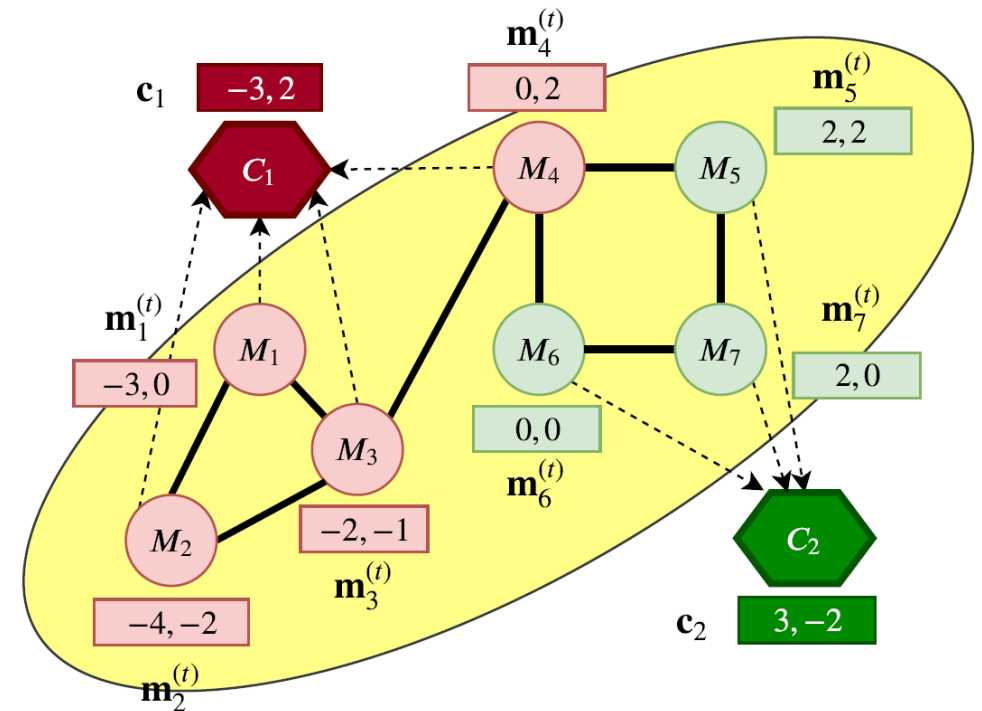 m₄⁽ᵗ⁾
c₁
−3, 2
0, 2
m₅⁽ᵗ⁾
2, 2
C₁
M₄
M₅
m₁⁽ᵗ⁾
−3, 0
M₁
M₆
M₇
m₇⁽ᵗ⁾
2, 0
M₃
0, 0
m₆⁽ᵗ⁾
M₂
−2, −1
m₃⁽ᵗ⁾
C₂
−4, −2
m₂⁽ᵗ⁾
c₂
3, −2